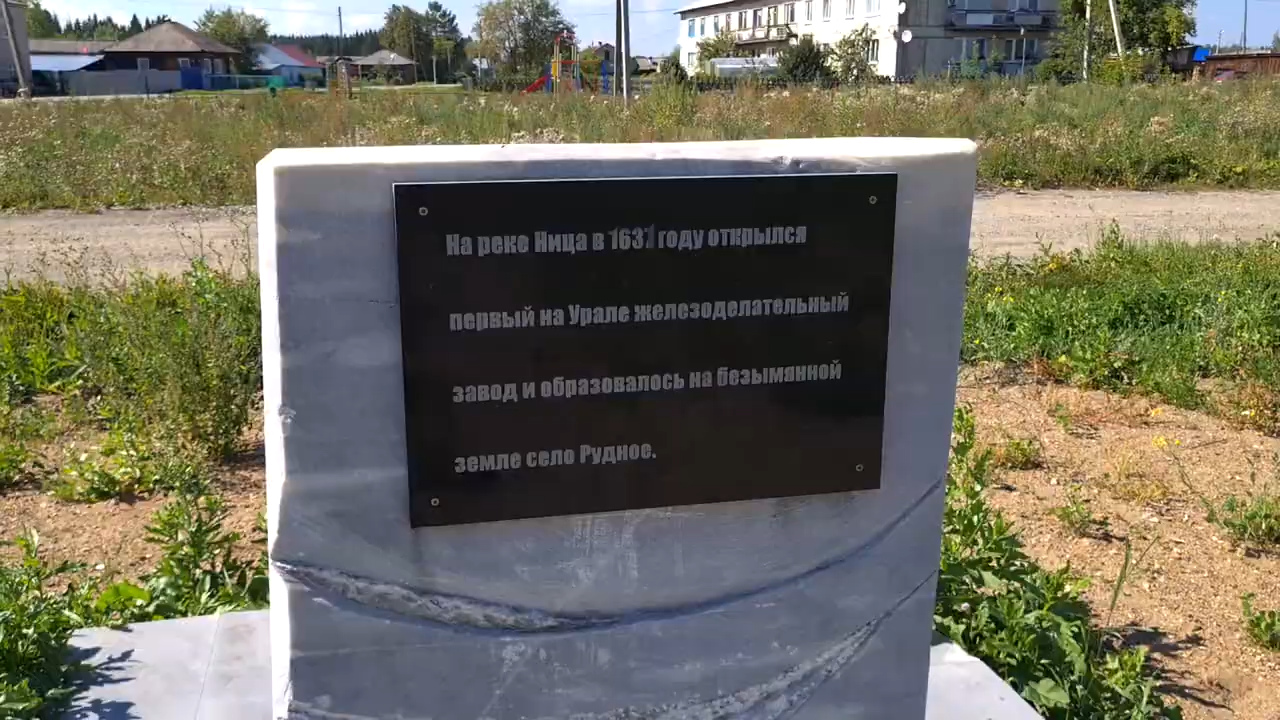 На реке Ница в 1631 году открылся
первый на Урале железоделательный
завод и образовалось на безымянной
земле село Рудное.